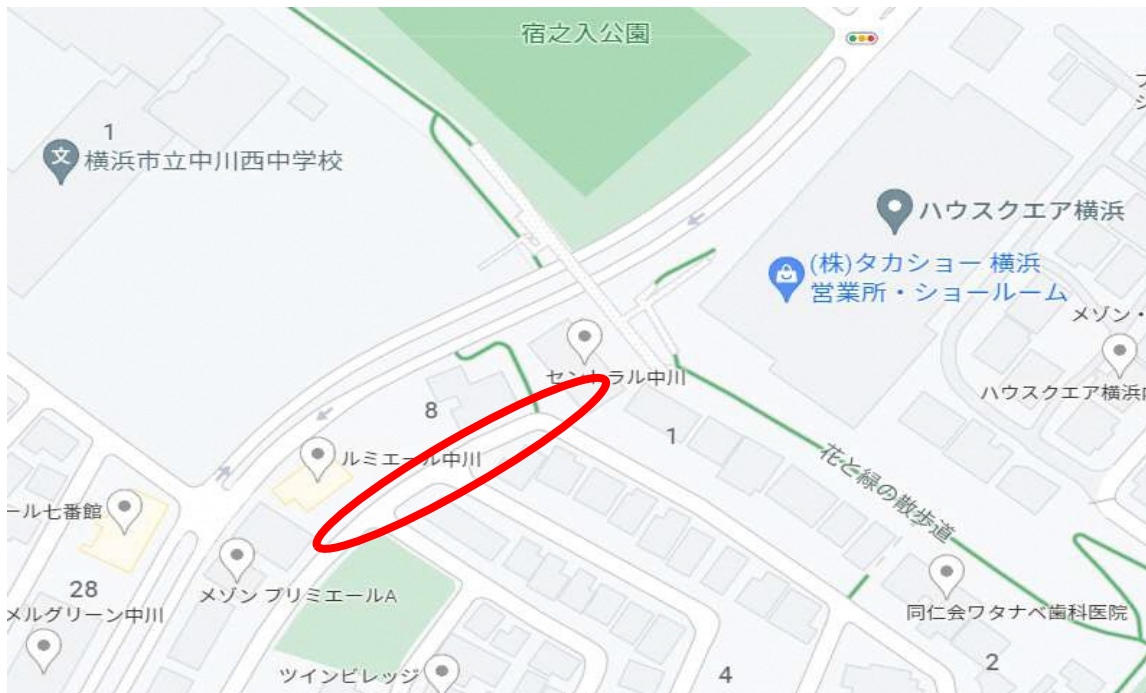 宿之入公園
1
横浜市立中川西中学校
ハウスクエア横浜
(株)タカショー 横浜
営業所・ショールーム
メゾン・
セントラル中川
ハウスクエア横浜
8
1
ルミエール中川
花と緑の散歩道
ール七番館
28
メゾン プリミエールA
メルグリーン中川
同仁会ワタナベ歯科医院
ツインビレッジ
4
2